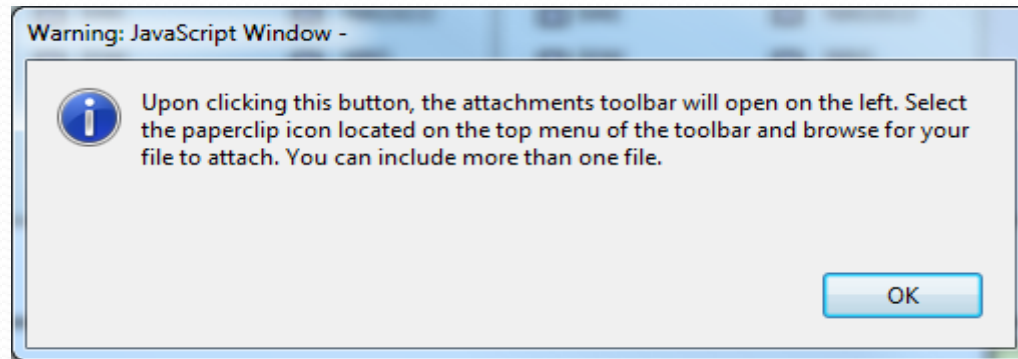 Warning: JavaScript Window -
Upon clicking this button, the attachments toolbar will open on the left. Select
the paperclip icon located on the top menu of the toolbar and browse for your
file to attach. You can include more than one file.
OK